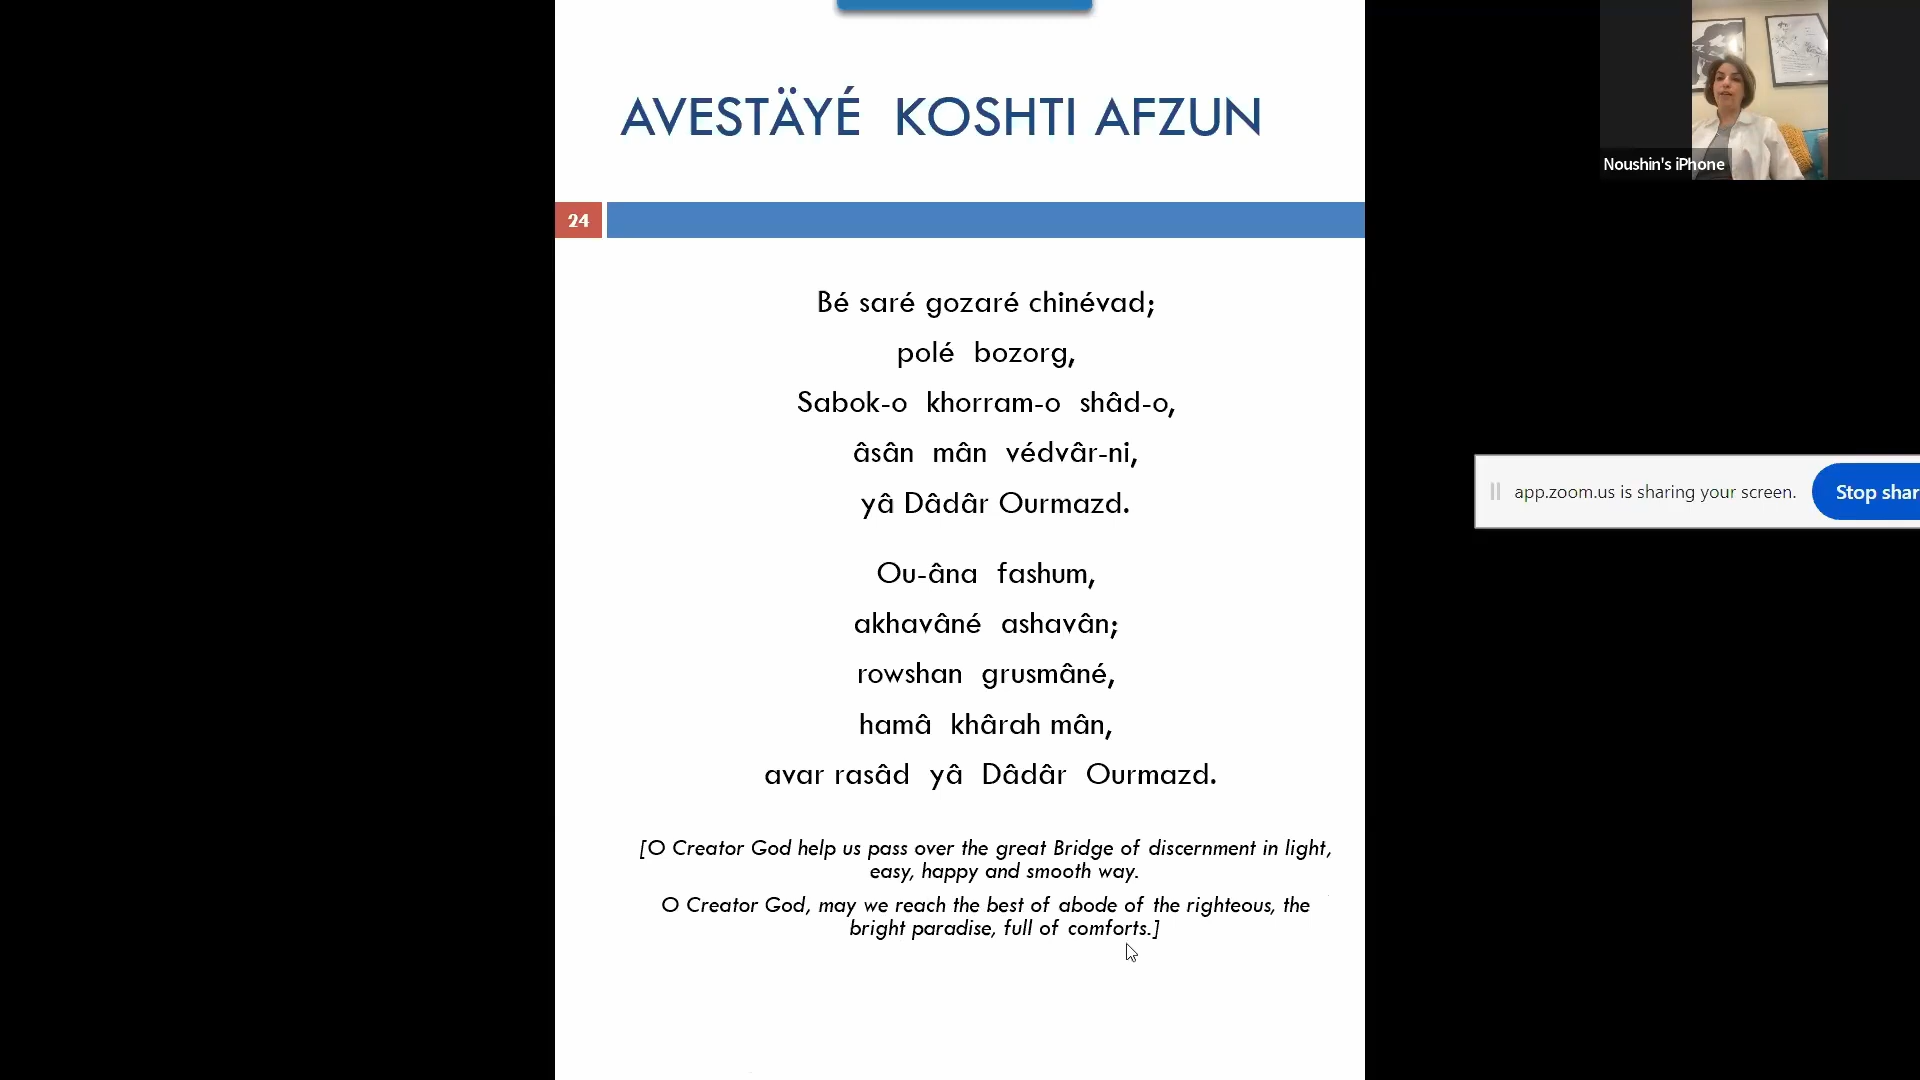 AVESTÄYÉ KOSHTI AFZUN
24
Bé saré gozaré chinévad;
polé bozorg,
Sabok-o khorram-o shâd-o,
âsân mân védvâr-ni,
yâ Dâdâr Ourmazd.
Ou-âna fashum,
akhavâné ashavân;
rowshan grusmâné,
hamâ khârah mân,
avar rasâd yâ Dâdâr Ourmazd.
[O Creator God help us pass over the great Bridge of discernment in light,
easy, happy and smooth way.
O Creator God, may we reach the best of abode of the righteous, the
bright paradise, full of comforts.]
Noushin's iPhone
app.zoom.us is sharing your screen.
Stop shar